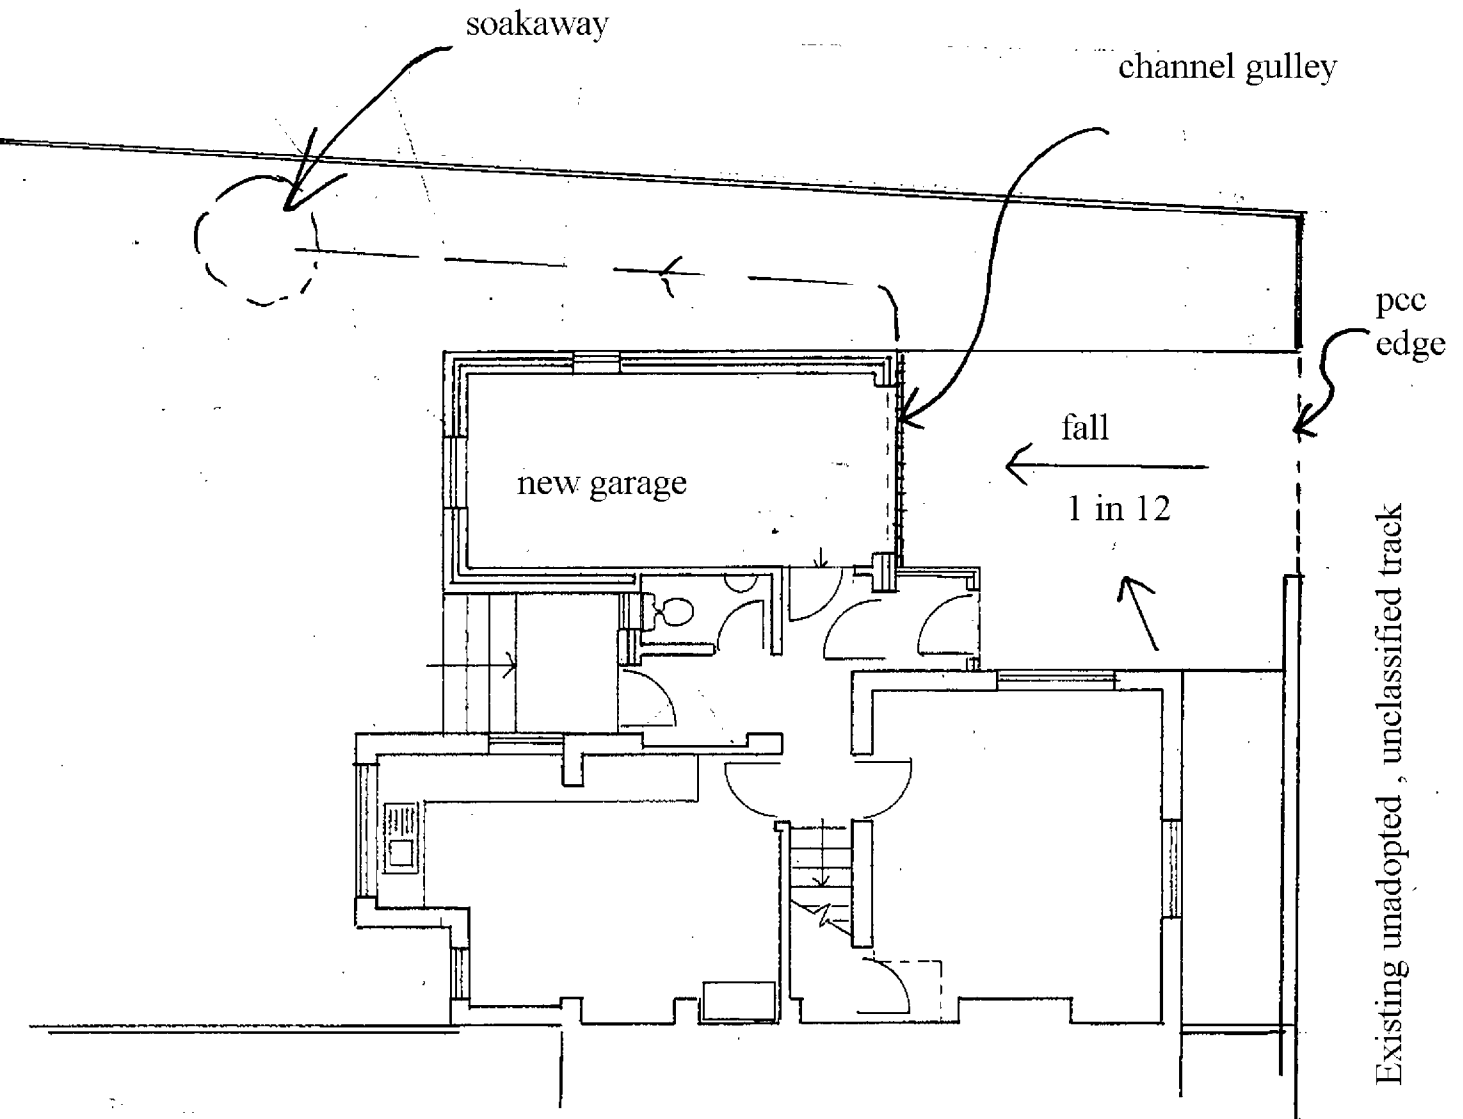 soakaway
channel gulley
pcc
edge
fall
new garage
1 in 12
Existing unadopted , unclassified track